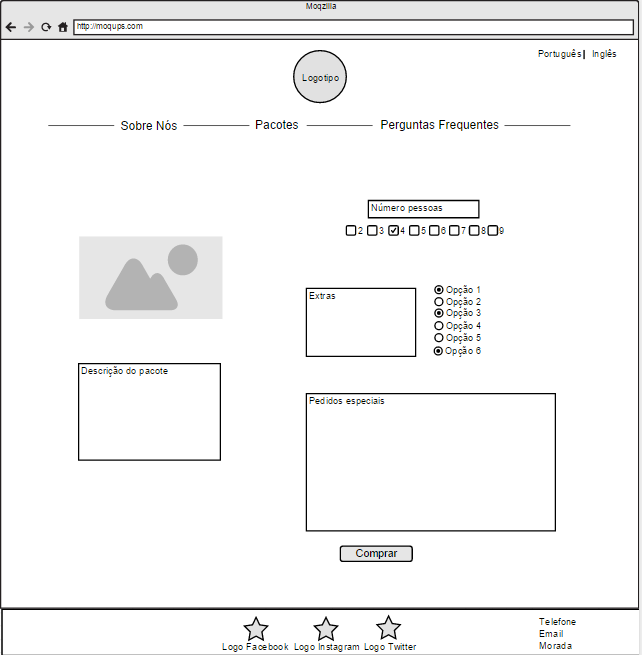 Moqzilla
http://moqups.com
Português| Inglês
Logotipo
Sobre Nós Pacotes Perguntas Frequentes
Número pessoas
2 3 4 5 6 7 8 9
Extras
Opção 1
Opção 2
Opção 3
Opção 4
Opção 5
Opção 6
Descrição do pacote
Pedidos especiais
Comprar
Logo Facebook Logo Instagram Logo Twitter
Telefone
Email
Morada